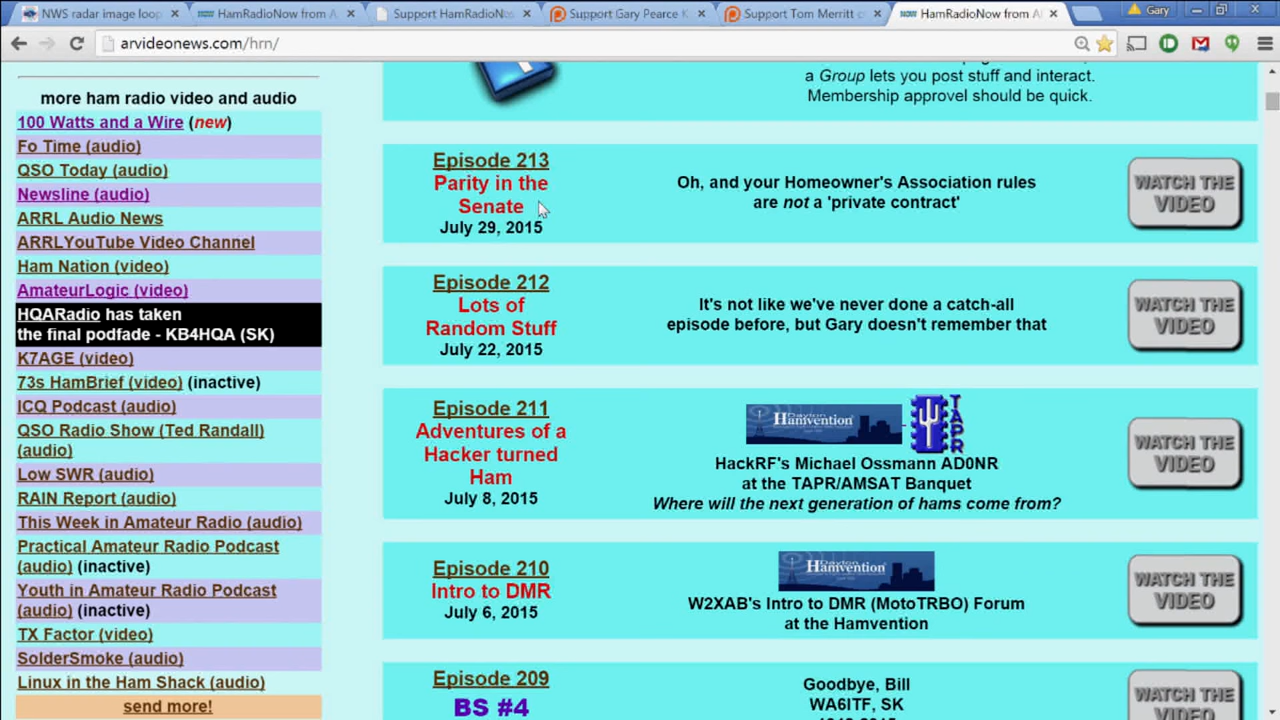 NWS radar image loop
HamRadioNow from A
Support HamRadioNo
Support Gary Pearce K
Support Tom Merritt c
HamRadioNow from A
Gary
arvideonews.com/hrn/
more ham radio video and audio
100 Watts and a Wire (new)
Fo Time (audio)
QSO Today (audio)
Newsline (audio)
ARRL Audio News
ARRLYouTube Video Channel
Ham Nation (video)
AmateurLogic (video)
HQARadio has taken
the final podfade - KB4HQA (SK)
K7AGE (video)
73s HamBrief (video) (inactive)
ICQ Podcast (audio)
QSO Radio Show (Ted Randall)
(audio)
Low SWR (audio)
RAIN Report (audio)
This Week in Amateur Radio (audio)
Practical Amateur Radio Podcast
(audio) (inactive)
Youth in Amateur Radio Podcast
(audio) (inactive)
TX Factor (video)
SolderSmoke (audio)
Linux in the Ham Shack (audio)
send more!
a Group lets you post stuff and interact.
Membership approvel should be quick.
Episode 213
Parity in the
Senate
July 29, 2015
Oh, and your Homeowner's Association rules
are not a 'private contract'
WATCH THE
VIDEO
Episode 212
Lots of
Random Stuff
July 22, 2015
It's not like we've never done a catch-all
episode before, but Gary doesn't remember that
WATCH THE
VIDEO
Episode 211
Adventures of a
Hacker turned
Ham
July 8, 2015
Dayton
Hamvention
TAPR
HackRF's Michael Ossmann AD0NR
at the TAPR/AMSAT Banquet
Where will the next generation of hams come from?
WATCH THE
VIDEO
Episode 210
Intro to DMR
July 6, 2015
Dayton
Hamvention
W2XAB's Intro to DMR (MotoTRBO) Forum
at the Hamvention
WATCH THE
VIDEO
Episode 209
BS #4
Goodbye, Bill
WA6ITF, SK
WATCH THE
VIDEO